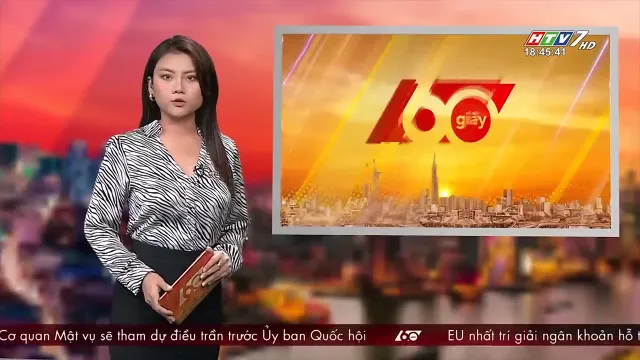 HTV7 HD
18:45:41
60 giây
Cơ quan Mật vụ sẽ tham dự điều trần trước Ủy ban Quốc hội 60 EU nhất trí giải ngân khoản hỗ t